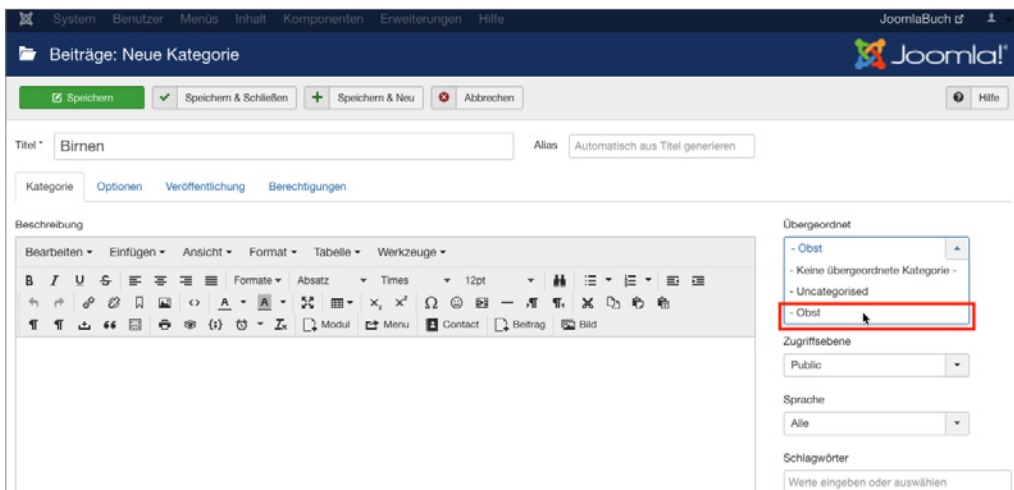 System Benutzer Menüs Inhalt Komponenten Erweiterungen Hilfe JoomlaBuch
Beiträge: Neue Kategorie Joomla!
Speichern Speichern & Schließen Speichern & Neu Abbrechen Hilfe
Titel * Birnen Alias Automatisch aus Titel generieren
Kategorie Optionen Veröffentlichung Berechtigungen
Beschreibung
Bearbeiten Einfügen Ansicht Format Tabelle Werkzeuge
B I U S Formate Absatz Times 12pt
Modul Menu Contact Beitrag Bild
Übergeordnet
- Obst
- Keine übergeordnete Kategorie -
- Uncategorised
- Obst
Zugriffsebene
Public
Sprache
Alle
Schlagwörter
Werte eingeben oder auswählen